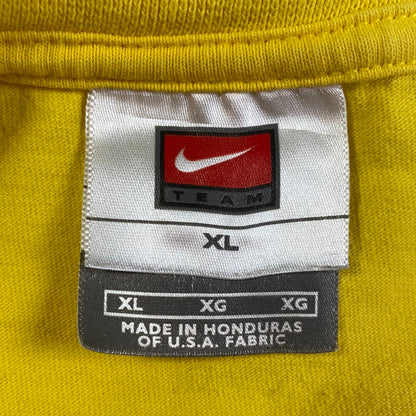 TEAM
XL
XL XG XG
MADE IN HONDURAS
OF U.S.A. FABRIC